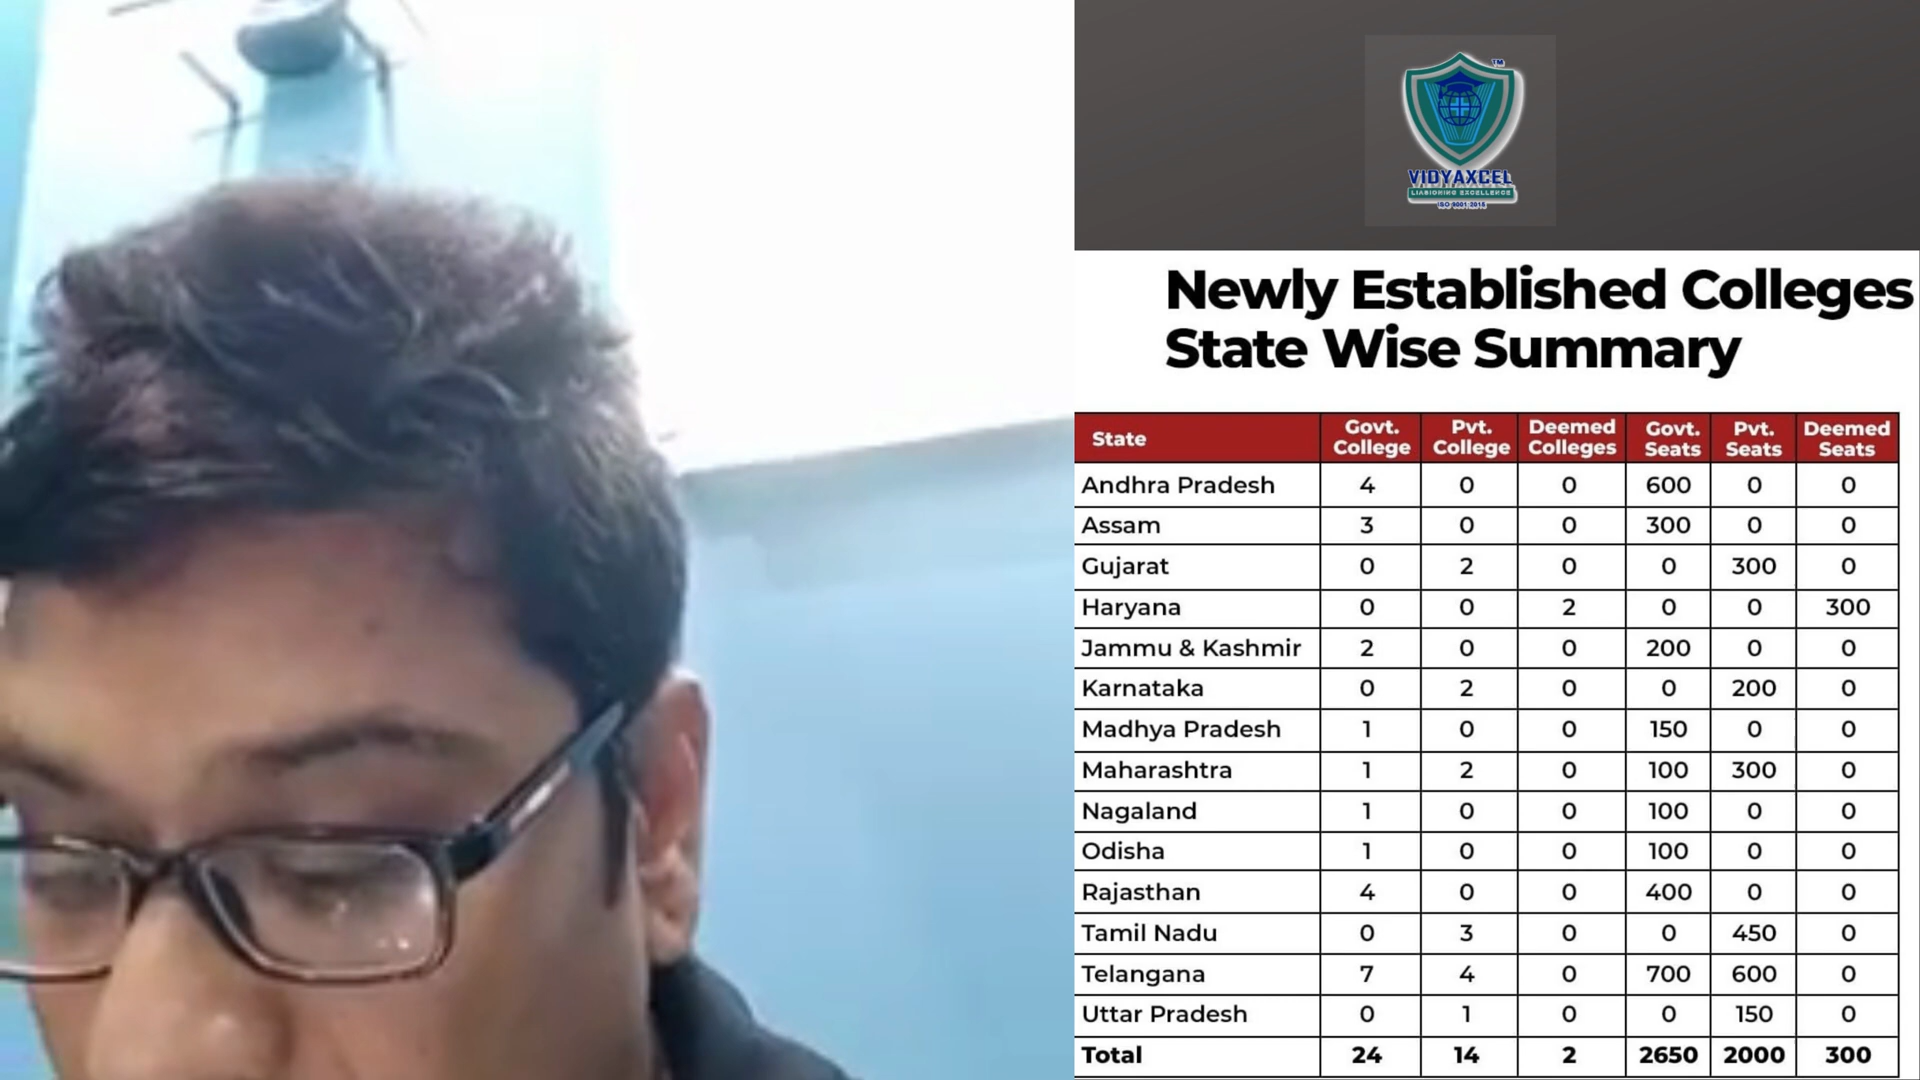 TM
VIDYAXCEL
LIASIONING EXCELLENCE
ISO 9001:2015
Newly Established Colleges
State Wise Summary
State Govt. College Pvt. College Deemed Colleges Govt. Seats Pvt. Seats Deemed Seats
Andhra Pradesh 4 0 0 600 0 0
Assam 3 0 0 300 0 0
Gujarat 0 2 0 0 300 0
Haryana 0 0 2 0 0 300
Jammu & Kashmir 2 0 0 200 0 0
Karnataka 0 2 0 0 200 0
Madhya Pradesh 1 0 0 150 0 0
Maharashtra 1 2 0 100 300 0
Nagaland 1 0 0 100 0 0
Odisha 1 0 0 100 0 0
Rajasthan 4 0 0 400 0 0
Tamil Nadu 0 3 0 0 450 0
Telangana 7 4 0 700 600 0
Uttar Pradesh 0 1 0 0 150 0
Total 24 14 2 2650 2000 300